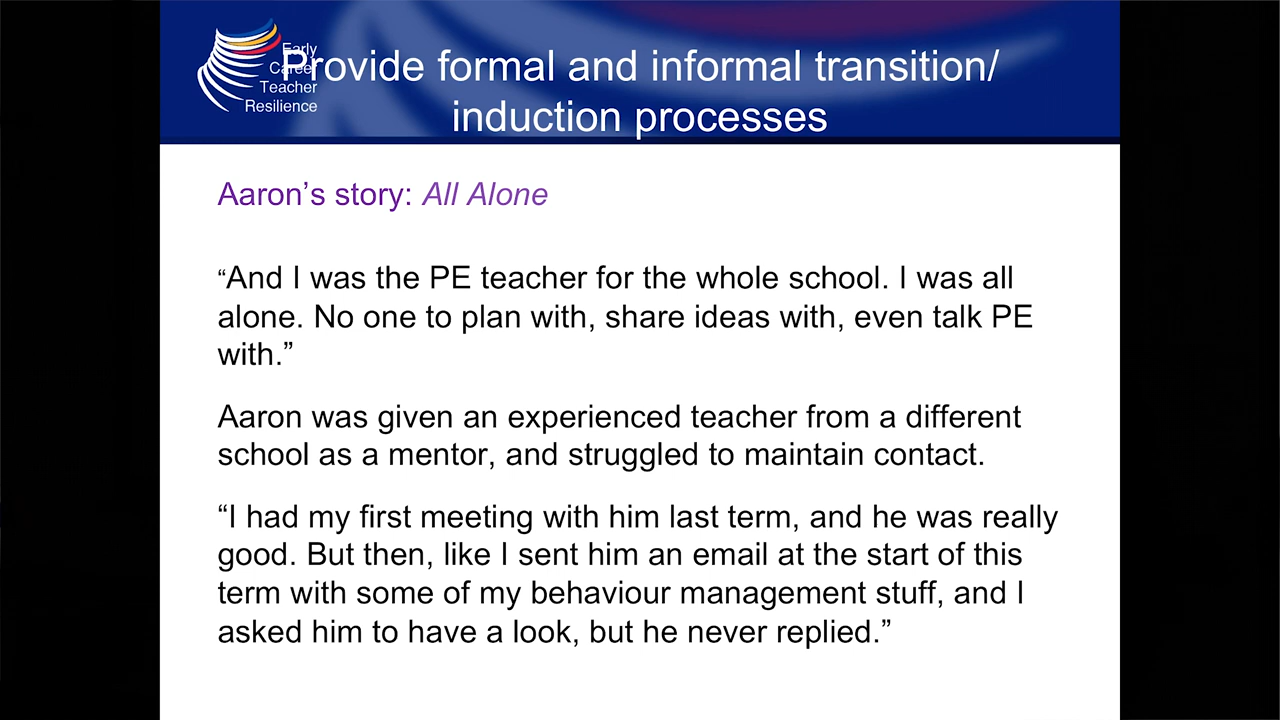 Early
Career
Teacher
Resilience
Provide formal and informal transition/
induction processes
Aaron’s story: All Alone
“And I was the PE teacher for the whole school. I was all
alone. No one to plan with, share ideas with, even talk PE
with.”
Aaron was given an experienced teacher from a different
school as a mentor, and struggled to maintain contact.
“I had my first meeting with him last term, and he was really
good. But then, like I sent him an email at the start of this
term with some of my behaviour management stuff, and I
asked him to have a look, but he never replied.”